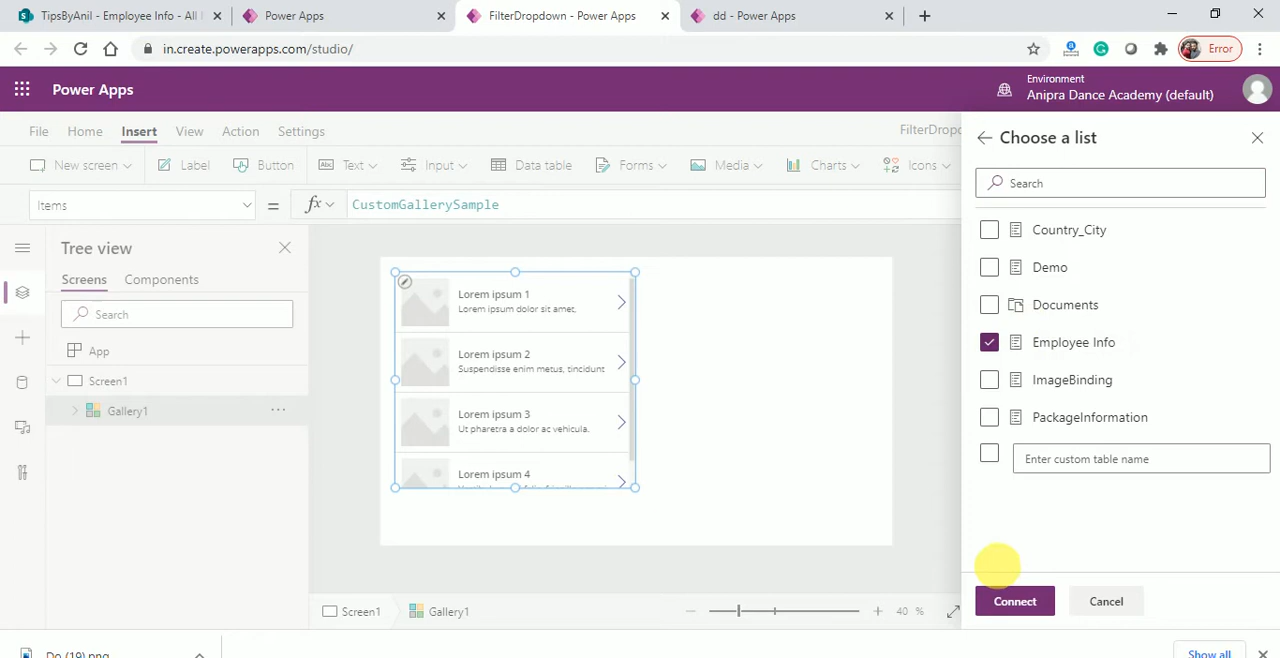 TipsByAnil - Employee Info - All
Power Apps
FilterDropdown - Power Apps
dd - Power Apps
in.create.powerapps.com/studio/
Error
Power Apps
Environment
Anipra Dance Academy (default)
File Home Insert View Action Settings
FilterDropd
New screen Label Button Abc Text Input Data table Forms Media Charts Icons
Items = fx CustomGallerySample
Tree view
Screens Components
Search
App
Screen1
Gallery1 ...
Lorem ipsum 1
Lorem ipsum dolor sit amet,
Lorem ipsum 2
Suspendisse enim metus, tincidunt
Lorem ipsum 3
Ut pharetra a dolor ac vehicula.
Lorem ipsum 4
Screen1 Gallery1
40 %
Choose a list
Search
Country_City
Demo
Documents
Employee Info
ImageBinding
PackageInformation
Enter custom table name
Connect Cancel
Do (19).png
Show all